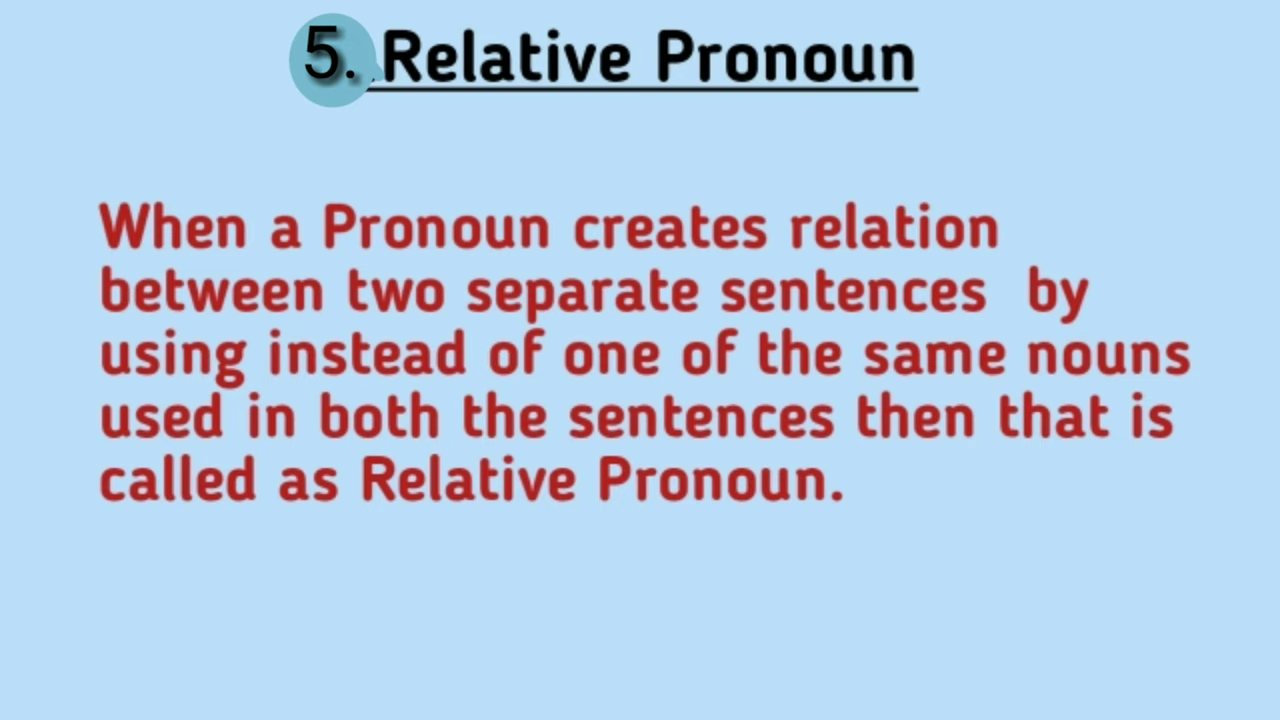 5. Relative Pronoun
When a Pronoun creates relation
between two separate sentences by
using instead of one of the same nouns
used in both the sentences then that is
called as Relative Pronoun.